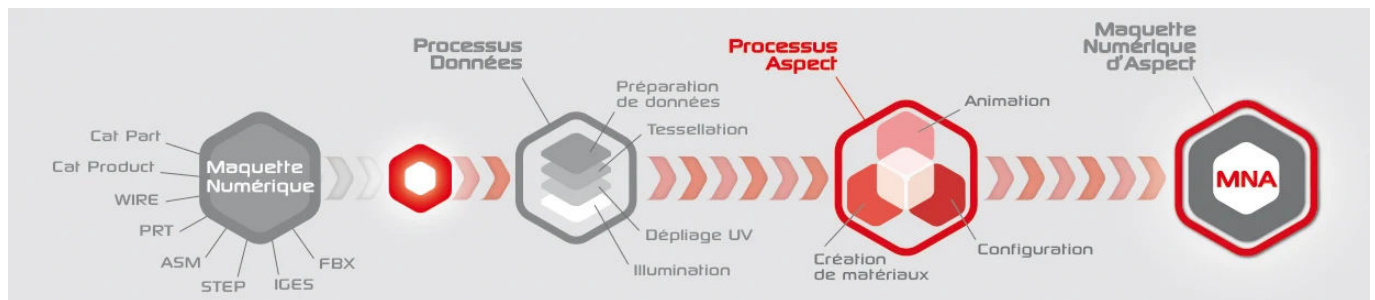 Cat Part
Cat Product
WIRE
PRT
ASM
STEP
IGES
FBX
Maquette
Numérique
Processus
Données
Préparation
de données
Tessellation
Dépliage UV
Illumination
Processus
Aspect
Animation
Création
de matériaux
Configuration
Maquette
Numérique
d'Aspect
MNA